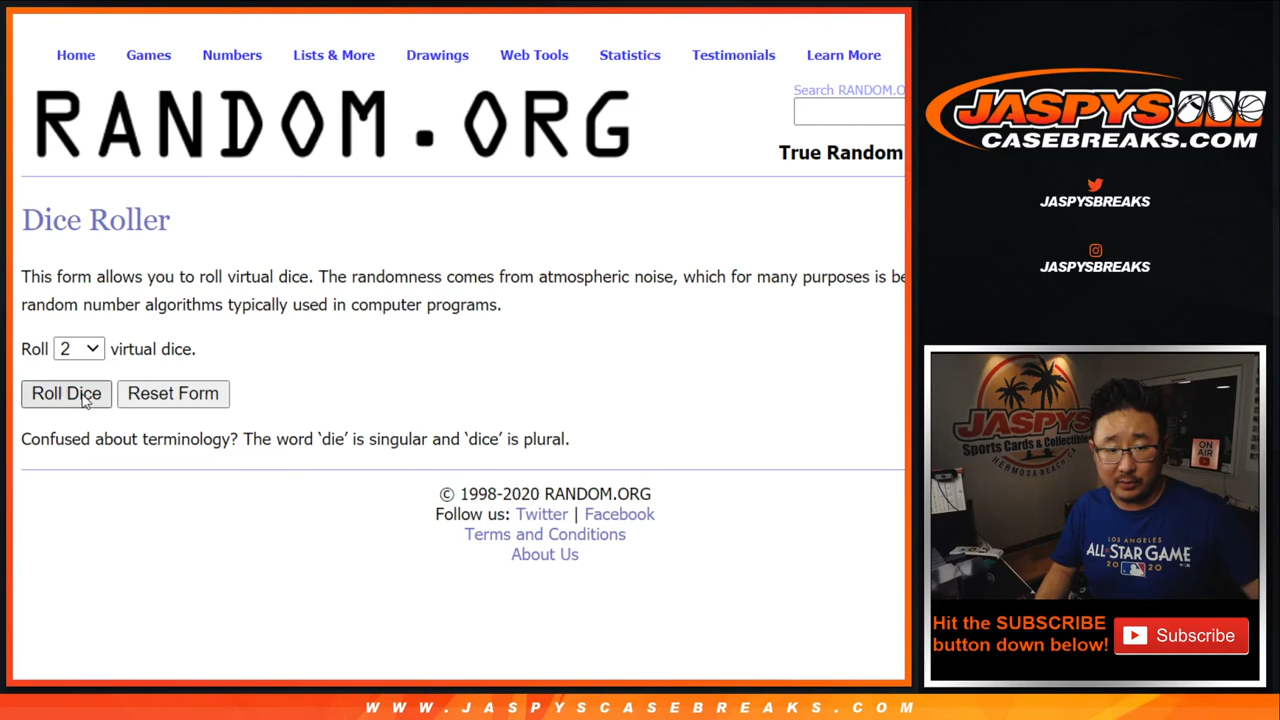 Home Games Numbers Lists & More Drawings Web Tools Statistics Testimonials Learn More
Search RANDOM.O
RANDOM.ORG
True Random
Dice Roller
This form allows you to roll virtual dice. The randomness comes from atmospheric noise, which for many purposes is be
random number algorithms typically used in computer programs.
Roll 2 virtual dice.
Roll Dice Reset Form
Confused about terminology? The word ‘die’ is singular and ‘dice’ is plural.
© 1998-2020 RANDOM.ORG
Follow us: Twitter | Facebook
Terms and Conditions
About Us
JASPYS
CASEBREAKS.COM
JASPYSBREAKS
JASPYSBREAKS
JASPYS
Sports Cards & Collectibles
HERMOSA BEACH, CA
ON AIR
LOS ANGELES
ALL-STAR GAME
2020
Hit the SUBSCRIBE
button down below!
Subscribe
WWW.JASPYSCASEBREAKS.COM